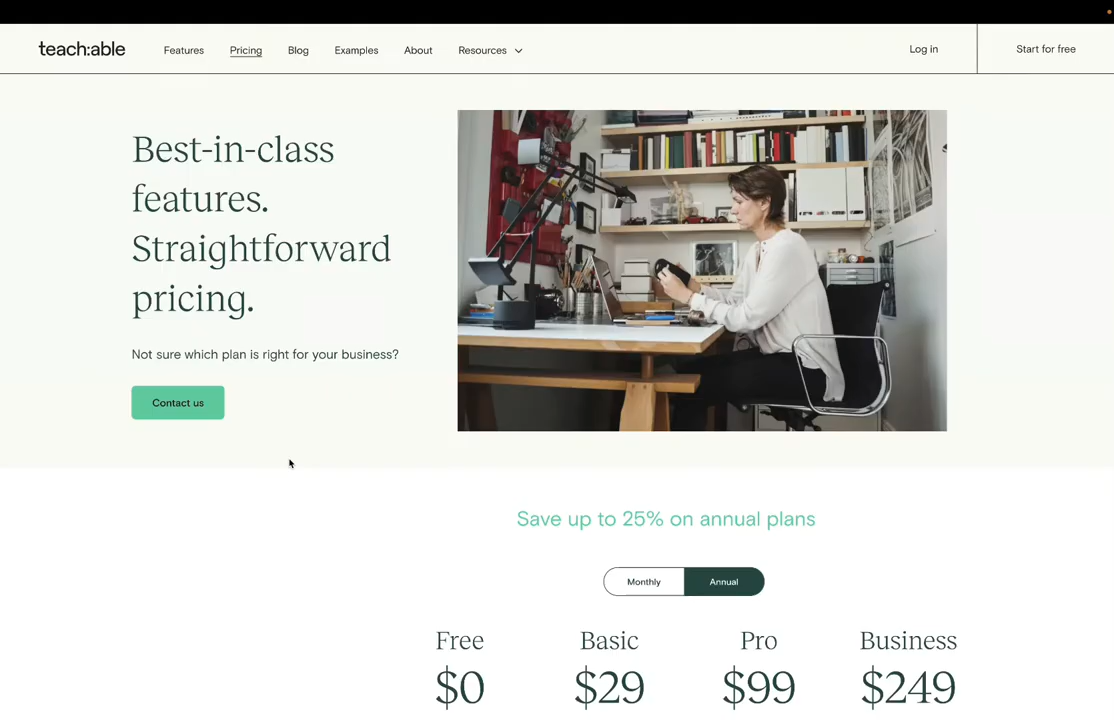 teach:able
Features
Pricing
Blog
Examples
About
Resources
Log in
Start for free
Best-in-class
features.
Straightforward
pricing.
Not sure which plan is right for your business?
Contact us
Save up to 25% on annual plans
Monthly
Annual
Free
Basic
Pro
Business
$0
$29
$99
$249